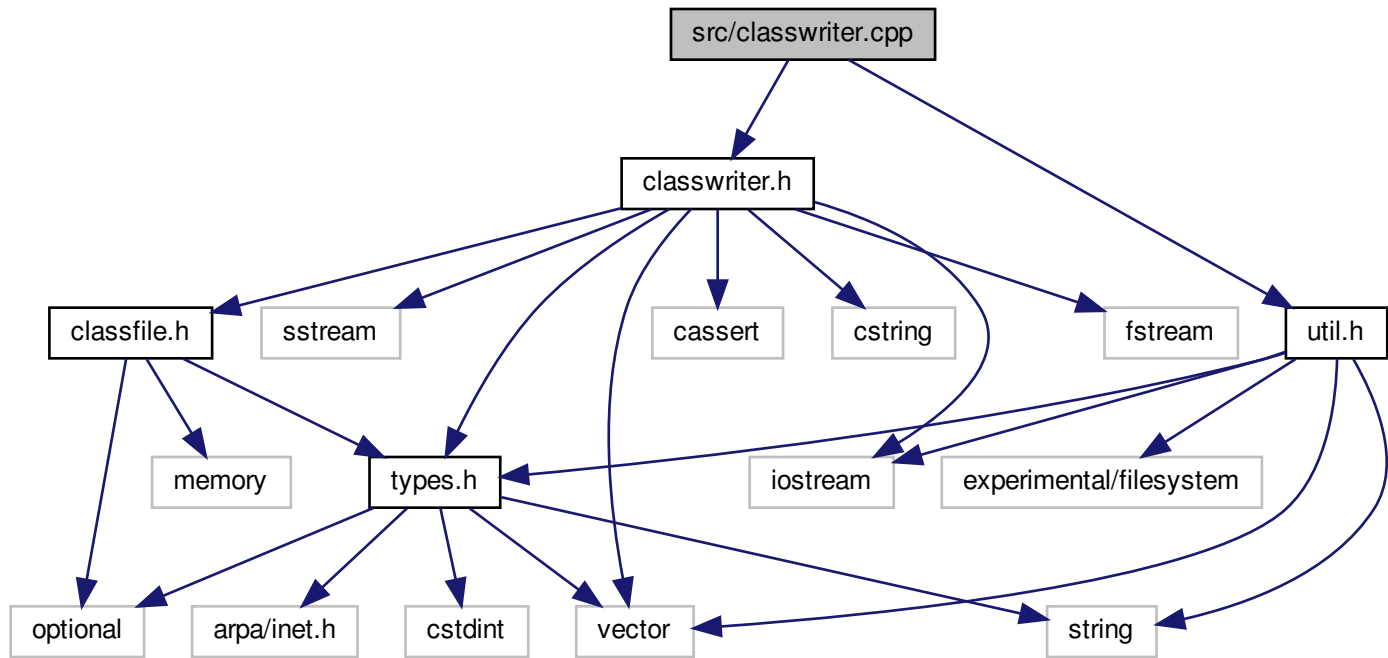 src/classwriter.cpp
classwriter.h
classfile.h
sstream
cassert
cstring
fstream
util.h
memory
types.h
iostream
experimental/filesystem
optional
arpa/inet.h
cstdint
vector
string